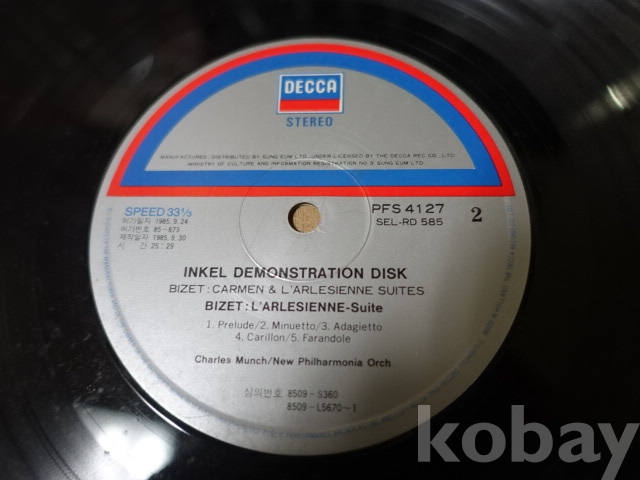 DECCA
STEREO
MANUFACTURED, DISTRIBUTED BY SUNG EUM LTD. UNDER LICENSED BY THE DECCA REC CO., LTD
MINISTRY OF CULTURE AND INFORMATION REGISTRATION NO 3 SUNG EUM LTD
SPEED 33⅓
허가일자 1985. 9. 24
허가번호 85-673
제작일자 1985. 9. 30
시 간 25 : 29
PFS 4127
SEL-RD 585
2
INKEL DEMONSTRATION DISK
BIZET : CARMEN & L'ARLESIENNE SUITES
BIZET : L'ARLESIENNE-Suite
1. Prelude/2. Minuetto/3. Adagietto
4. Carillon/5. Farandole
Charles Munch/New Philharmonia Orch
심의번호 8509-S360
8509-L5670-1
kobay